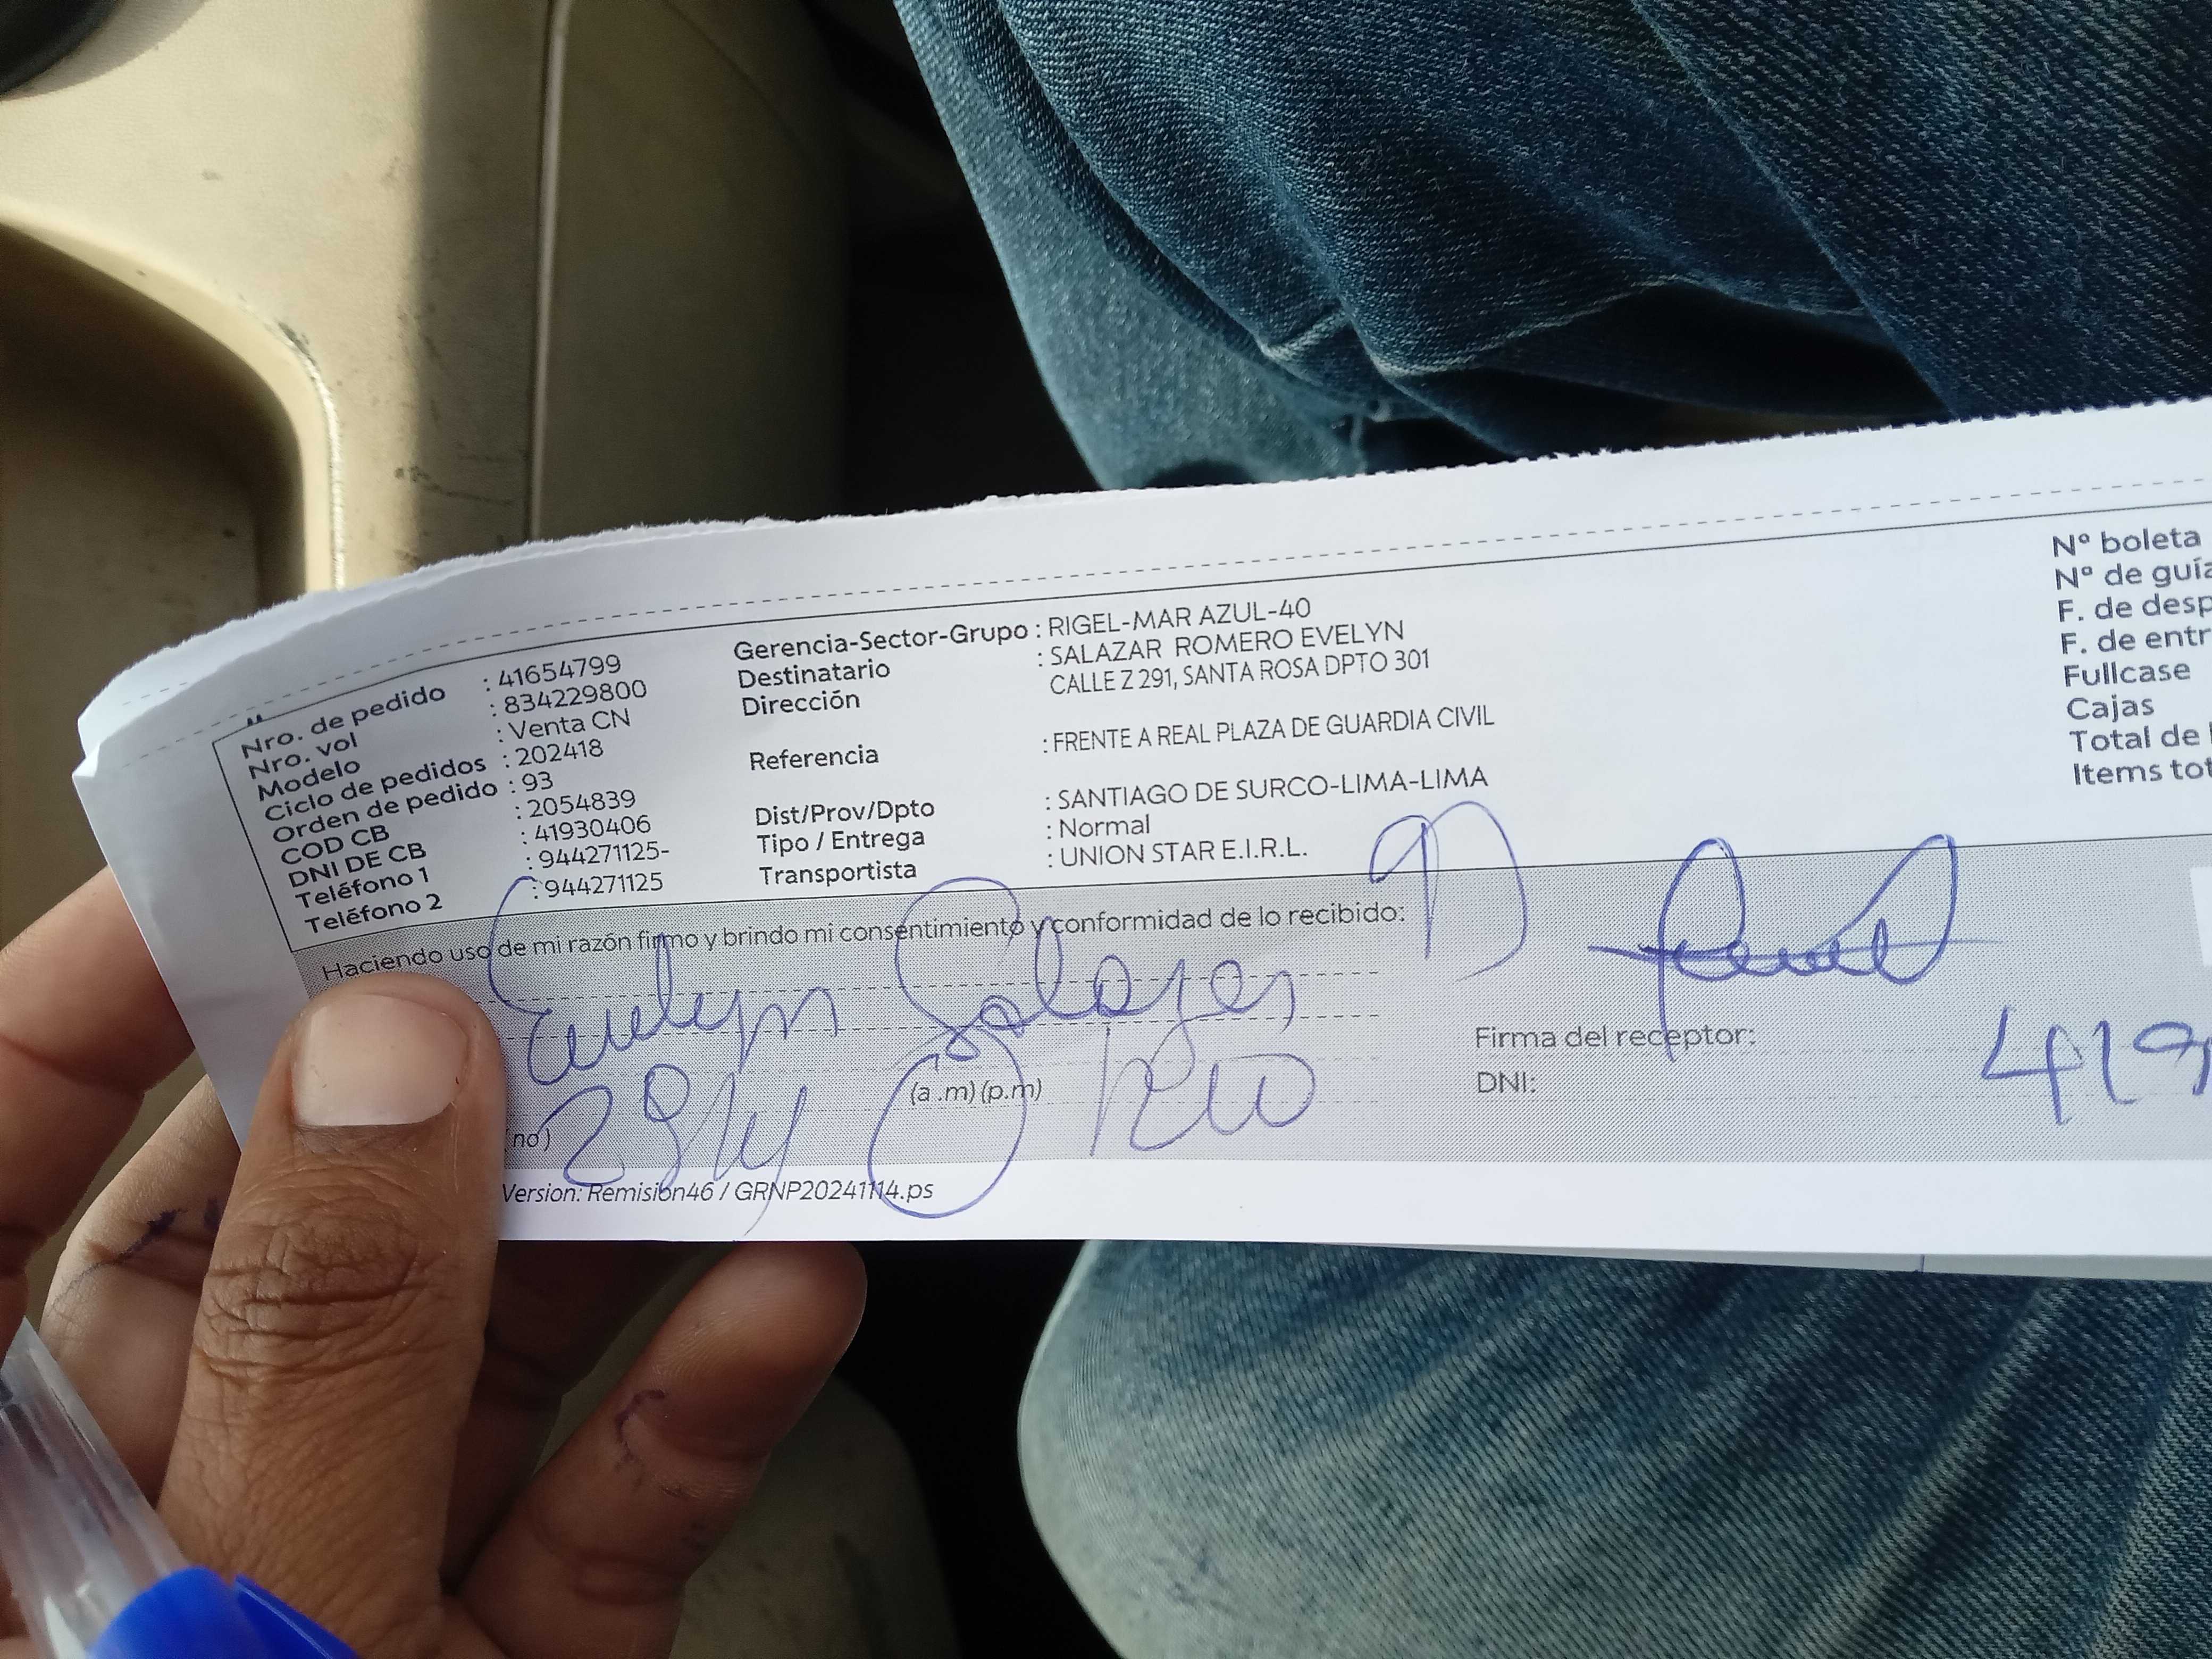 Nro. de pedido : 41654799
Nro. vol : 834229800
Modelo : Venta CN
Ciclo de pedidos : 202418
Orden de pedido : 93
COD CB : 2054839
DNI DE CB : 41930406
Teléfono 1 : 944271125-
Teléfono 2 : 944271125
Gerencia-Sector-Grupo : RIGEL-MAR AZUL-40
Destinatario : SALAZAR ROMERO EVELYN
Dirección CALLE Z 291, SANTA ROSA DPTO 301
Referencia : FRENTE A REAL PLAZA DE GUARDIA CIVIL
Dist/Prov/Dpto : SANTIAGO DE SURCO-LIMA-LIMA
Tipo / Entrega : Normal
Transportista : UNION STAR E.I.R.L.
Nº boleta
Nº de guía
F. de desp
F. de entr
Fullcase
Cajas
Total de
Items tot
Haciendo uso de mi razón firmo y brindo mi consentimiento y conformidad de lo recibido:
Evelyn Salazar
(a .m) (p.m)
no)
Firma del receptor:
DNI: 419
Version: Remision46 / GRNP20241114.ps